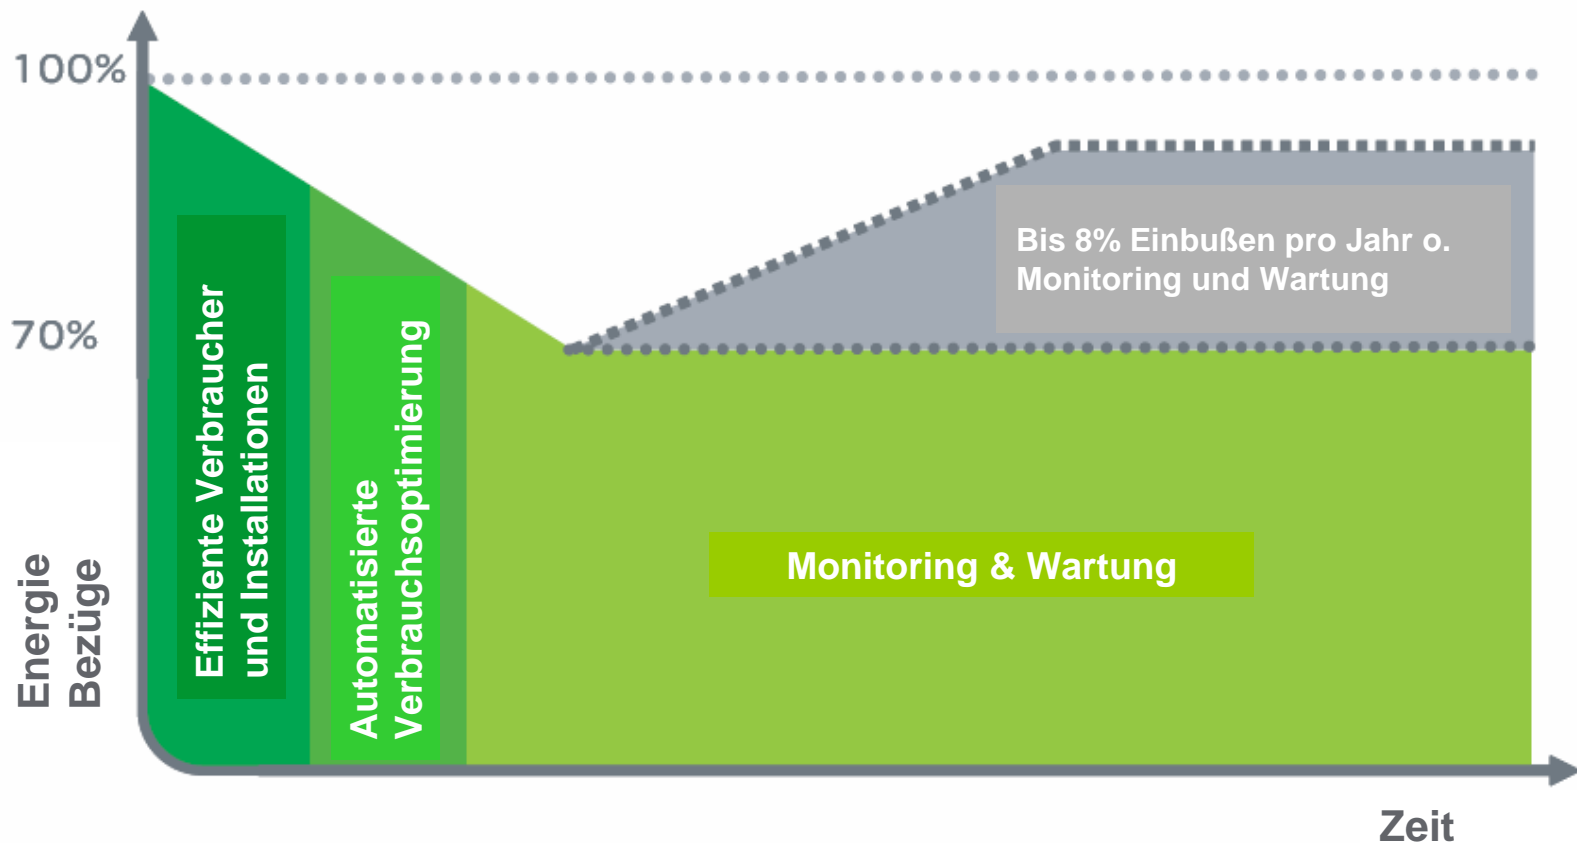 100%
70%
Energie
Bezüge
Effiziente Verbraucher
und Installationen
Automatisierte
Verbrauchsoptimierung
Bis 8% Einbußen pro Jahr o.
Monitoring und Wartung
Monitoring & Wartung
Zeit